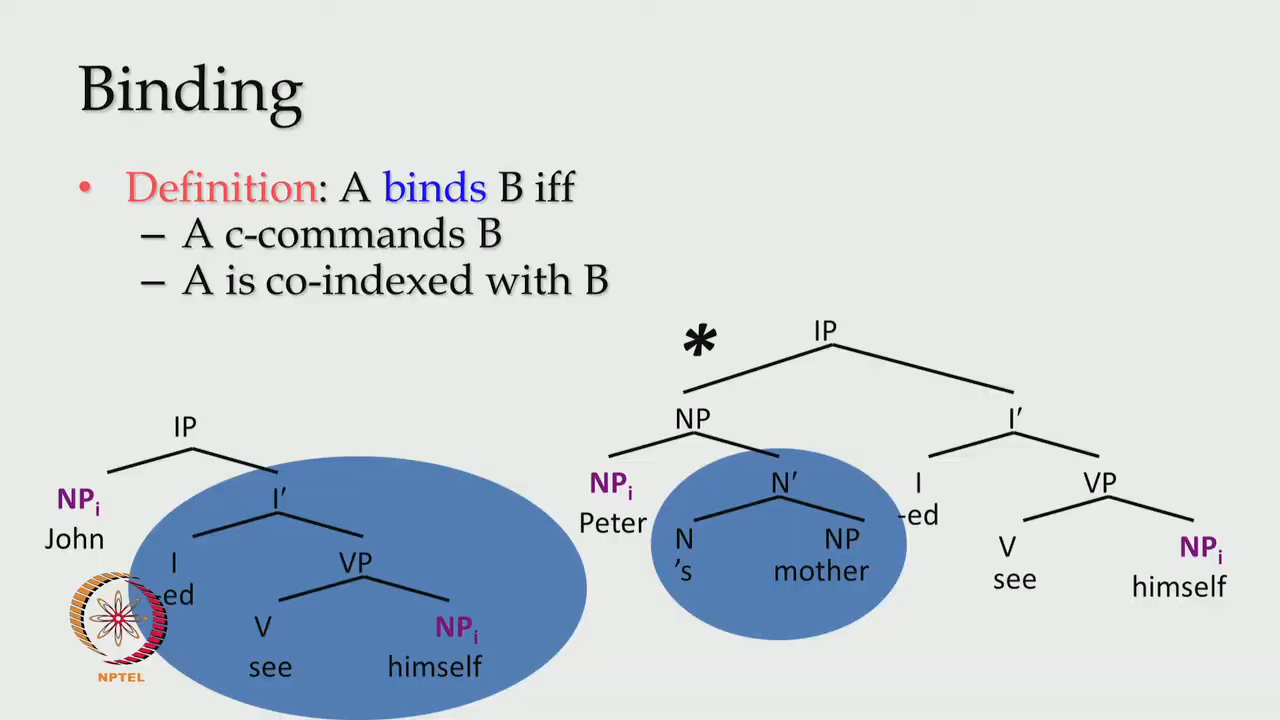 Binding
• Definition: A binds B iff
– A c-commands B
– A is co-indexed with B
IP
NPi
John
I′
I
-ed
VP
V
see
NPi
himself
*
IP
NP
I′
NPi
Peter
N′
N
’s
NP
mother
I
-ed
VP
V
see
NPi
himself
NPTEL